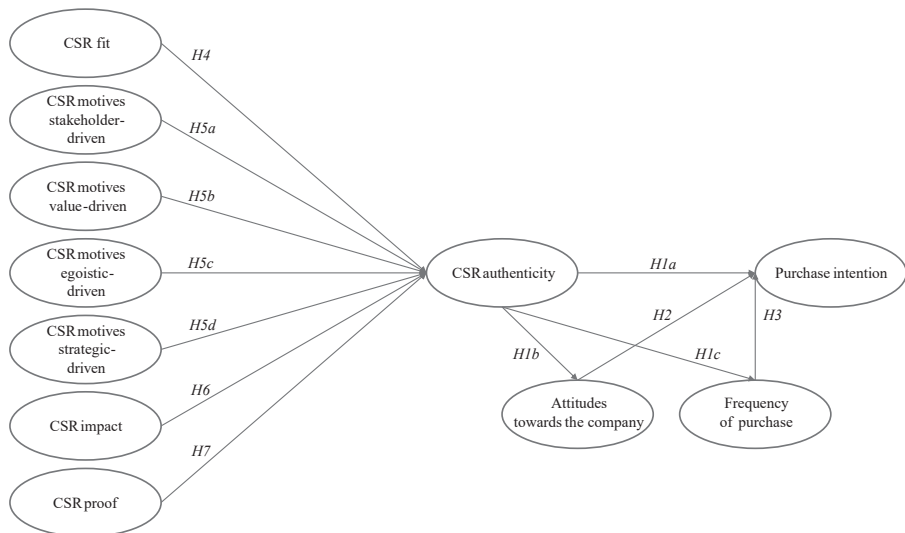 CSR fit
H4
CSR motives
stakeholder-
driven
H5a
CSR motives
value-driven
H5b
CSR motives
egoistic-
driven
H5c
CSR motives
strategic-
driven
H5d
CSR impact
H6
CSR proof
H7
CSR authenticity
H1a
Purchase intention
H1b
H2
H1c
H3
Attitudes
towards the company
Frequency
of purchase